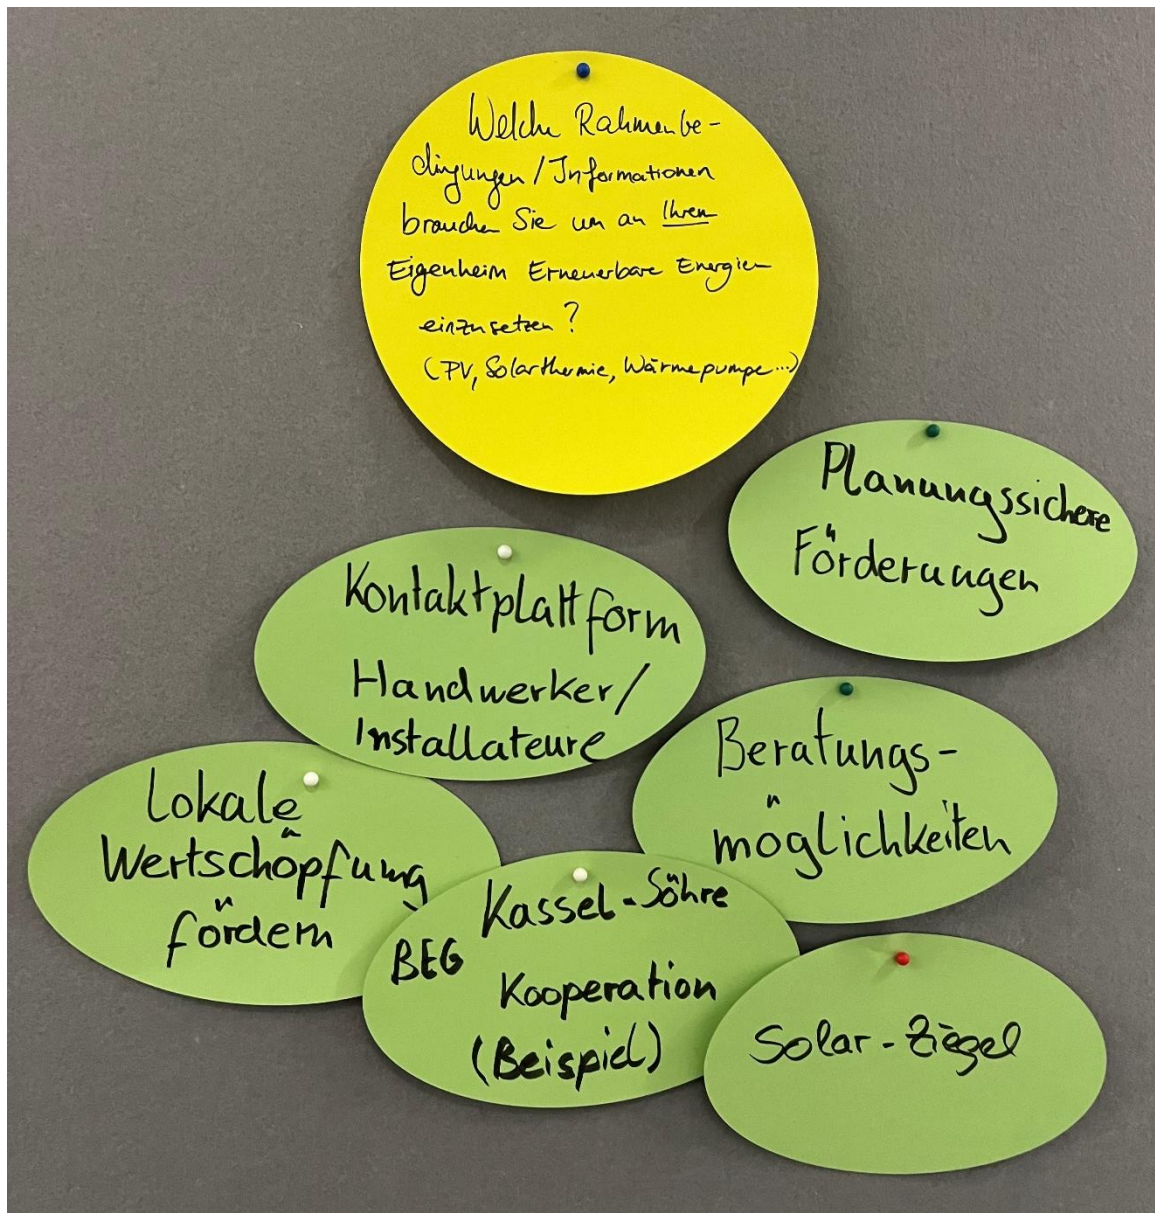 Welche Rahmenbe-
dingungen / Informationen
brauchen Sie um an Ihrem
Eigenheim Erneuerbare Energien
einzusetzen?
(PV, Solarthermie, Wärmepumpe...)
Planungssichere
Förderungen
Kontaktplattform
Handwerker/
Installateure
Beratungs-
möglichkeiten
Lokale
Wertschöpfung
fördern
Kassel-Söhre
BEG
Kooperation
(Beispiel)
Solar-Ziegel